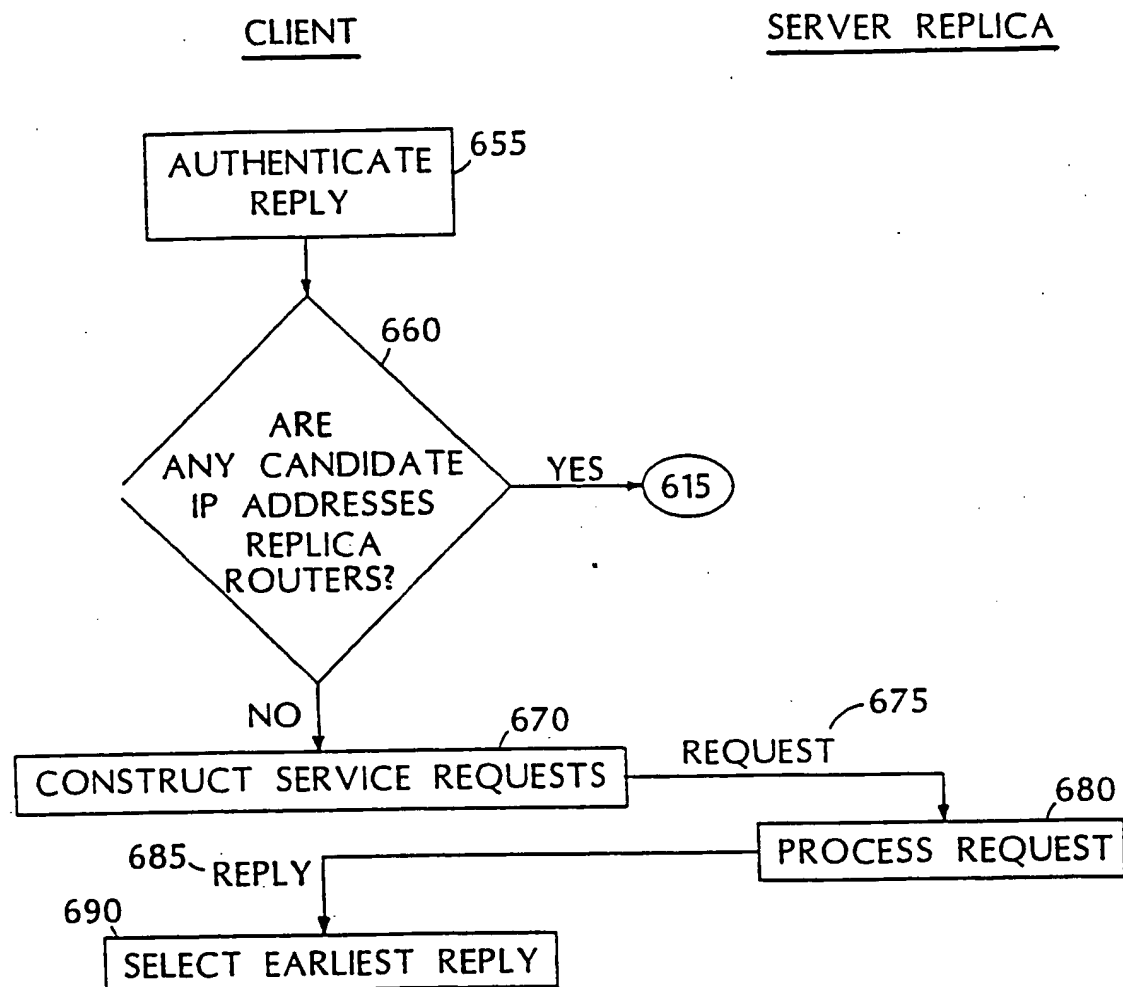 CLIENT
SERVER REPLICA
AUTHENTICATE
REPLY
655
660
ARE
ANY CANDIDATE
IP ADDRESSES
REPLICA
ROUTERS?
YES
615
NO
670
675
CONSTRUCT SERVICE REQUESTS
REQUEST
680
PROCESS REQUEST
685
REPLY
690
SELECT EARLIEST REPLY